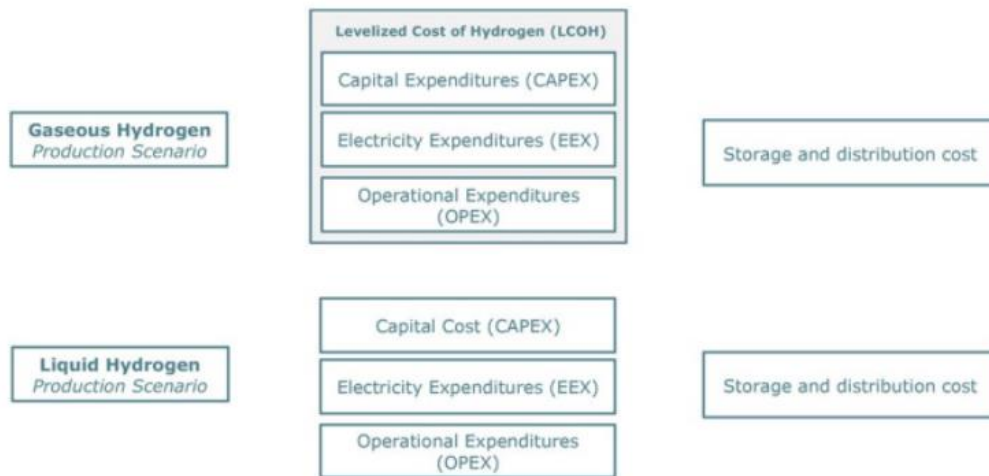 Levelized Cost of Hydrogen (LCOH)
Capital Expenditures (CAPEX)
Gaseous Hydrogen
Production Scenario
Electricity Expenditures (EEX)
Storage and distribution cost
Operational Expenditures
(OPEX)
Capital Cost (CAPEX)
Liquid Hydrogen
Production Scenario
Electricity Expenditures (EEX)
Storage and distribution cost
Operational Expenditures
(OPEX)